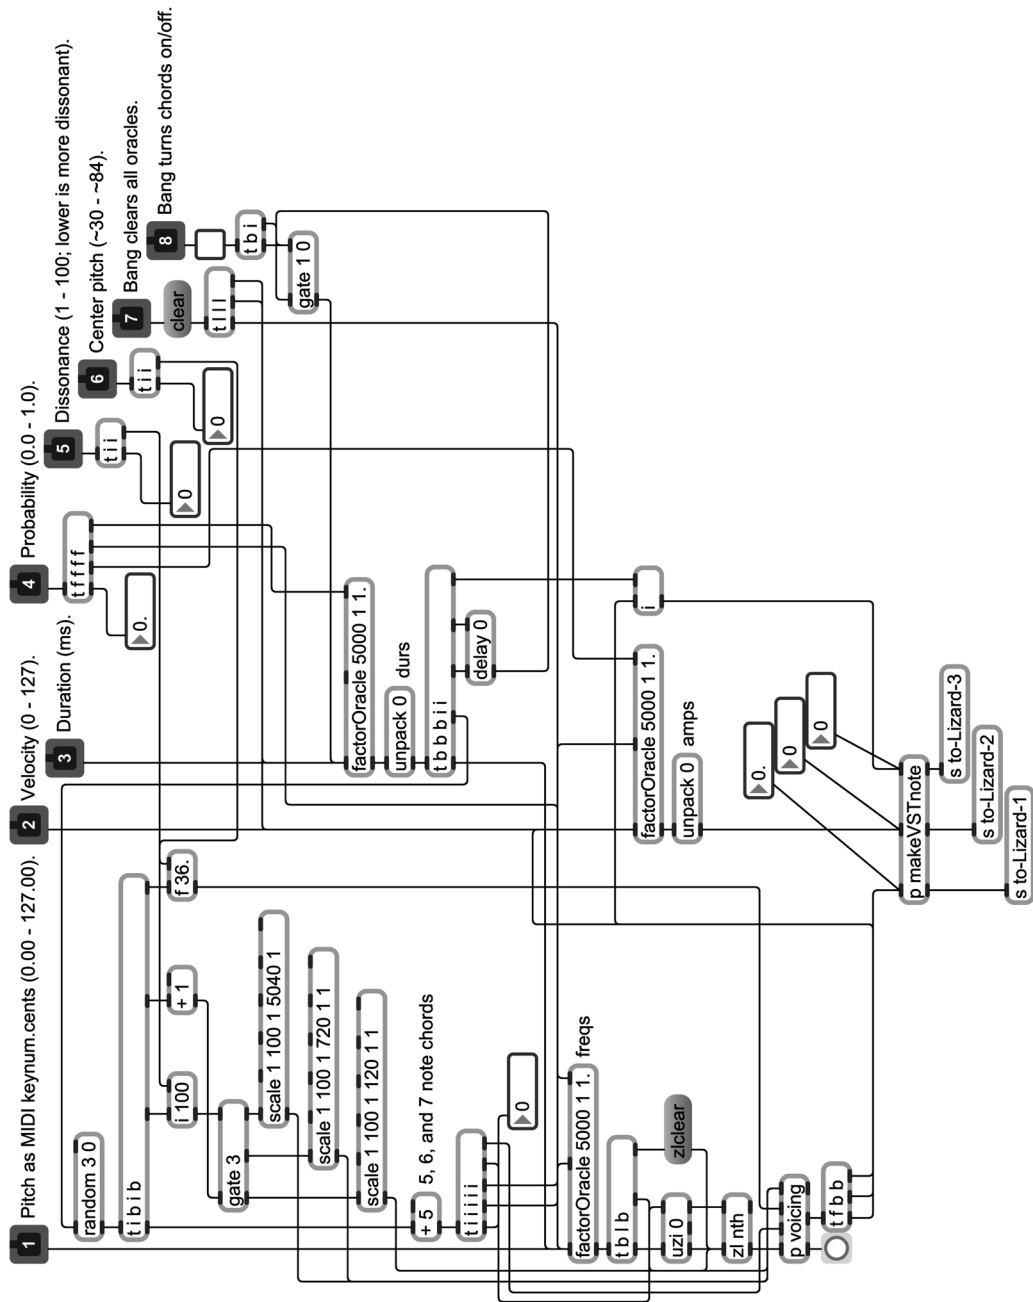 1 Pitch as MIDI keynum.cents (0.00 - 127.00).
2 Velocity (0 - 127).
3 Duration (ms).
4 Probability (0.0 - 1.0).
5 Dissonance (1 - 100; lower is more dissonant).
6 Center pitch (~30 - ~84).
7 Bang clears all oracles.
8 Bang turns chords on/off.
random 3 0
t i b i b
i 100
+ 1
f 36.
gate 3
scale 1 100 1 5040 1
scale 1 100 1 720 1 1
scale 1 100 1 120 1 1
+ 5
5, 6, and 7 note chords
t i i i i i
0
factorOracle 5000 1 1.
freqs
t b l b
zlclear
uzi 0
zl nth
p voicing
t f b b
t f f f f
0.
t i i
0
t i i
0
clear
t l l l
t b i
gate 1 0
factorOracle 5000 1 1.
unpack 0
durs
t b b b i i
delay 0
factorOracle 5000 1 1.
i
unpack 0
amps
0.
0
0
p makeVSTnote
s to-Lizard-1
s to-Lizard-2
s to-Lizard-3